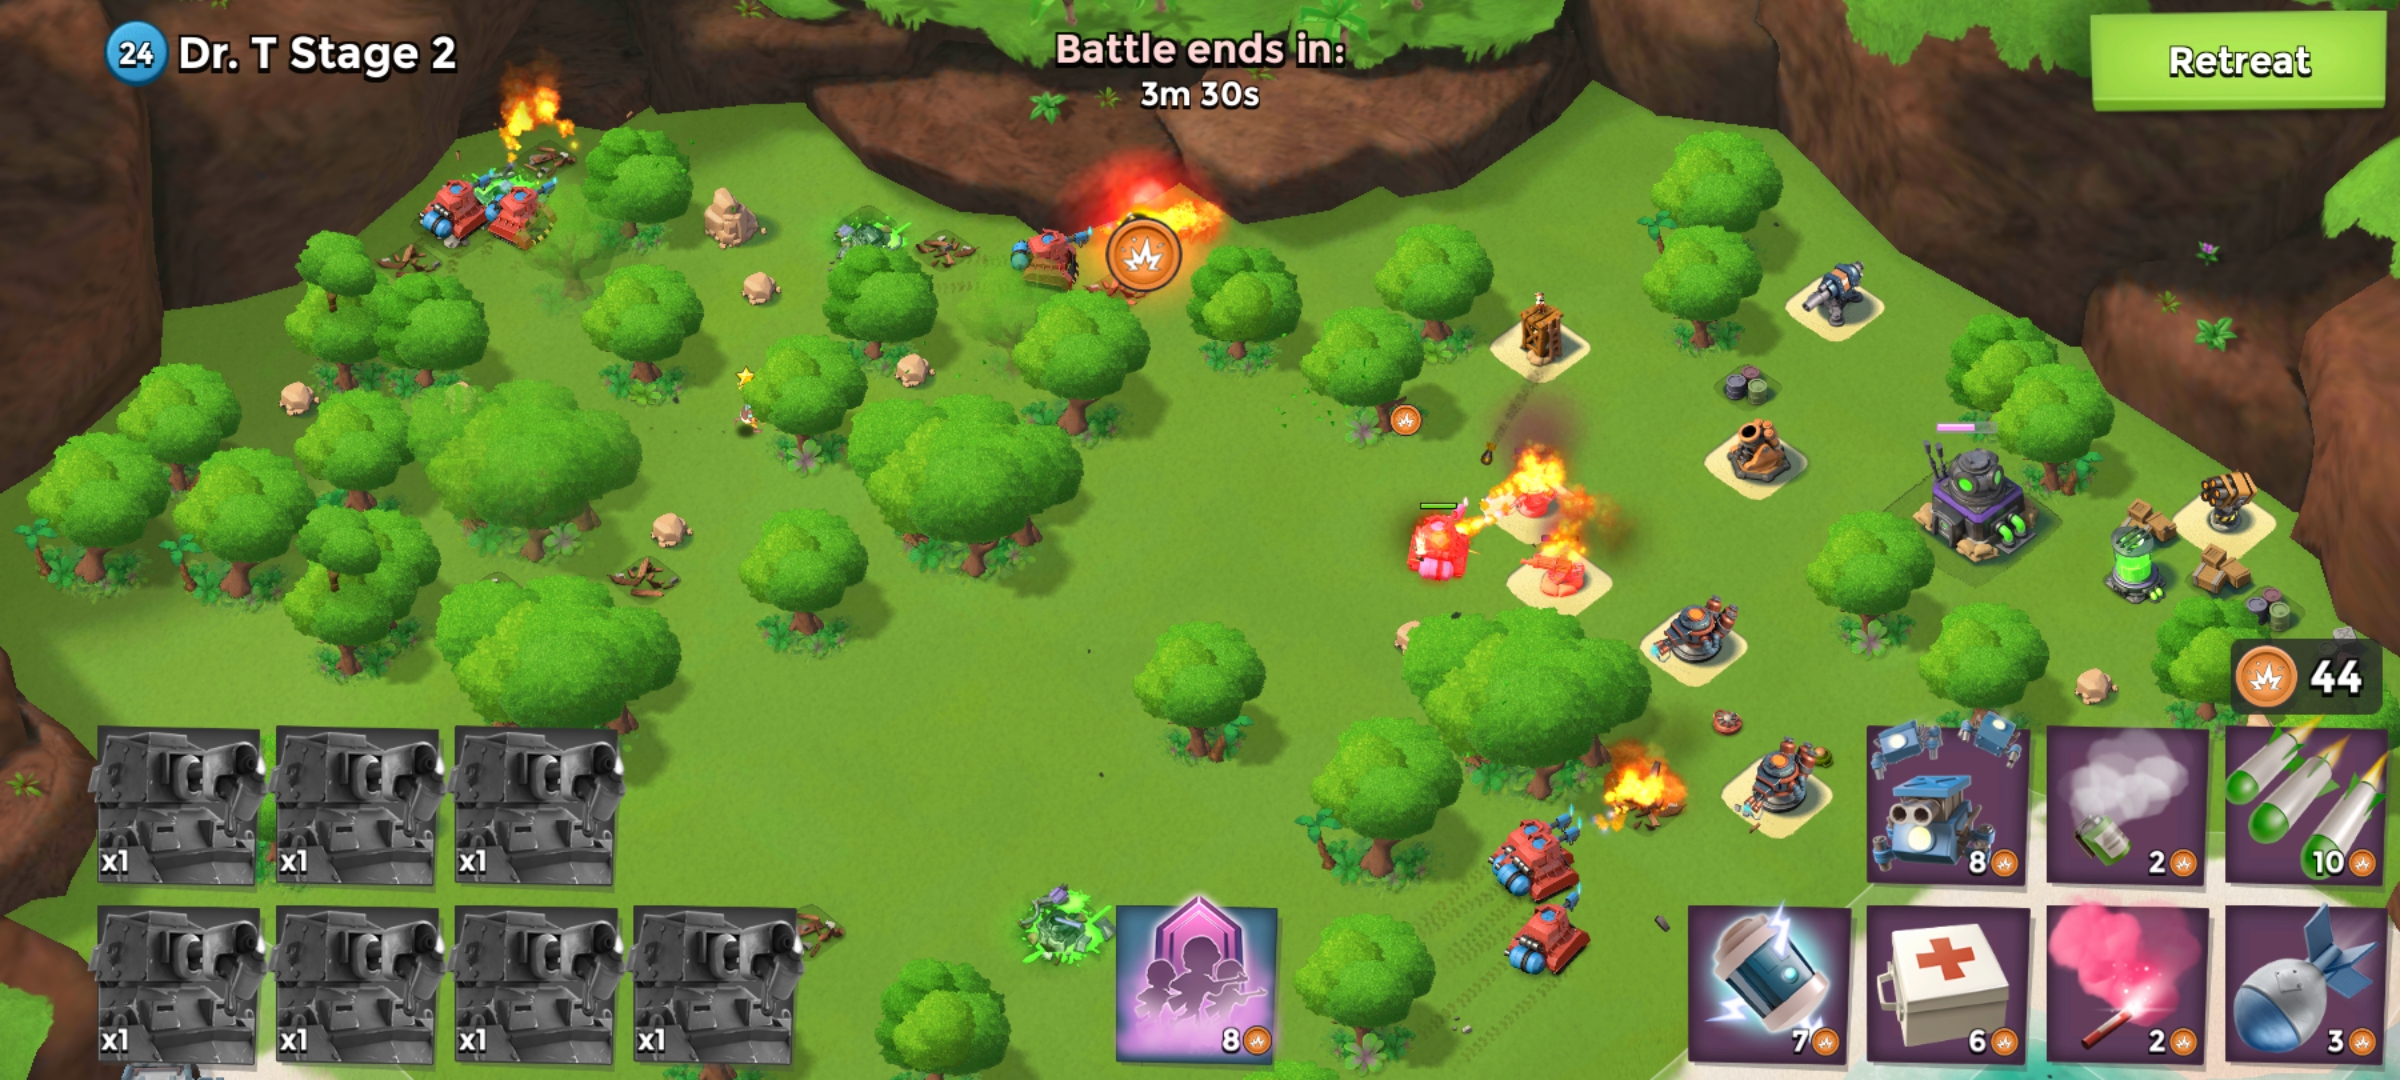 24 Dr. T Stage 2
Battle ends in:
3m 30s
Retreat
44
x1 x1 x1
8 2 10
x1 x1 x1 x1
8
7 6 2 3